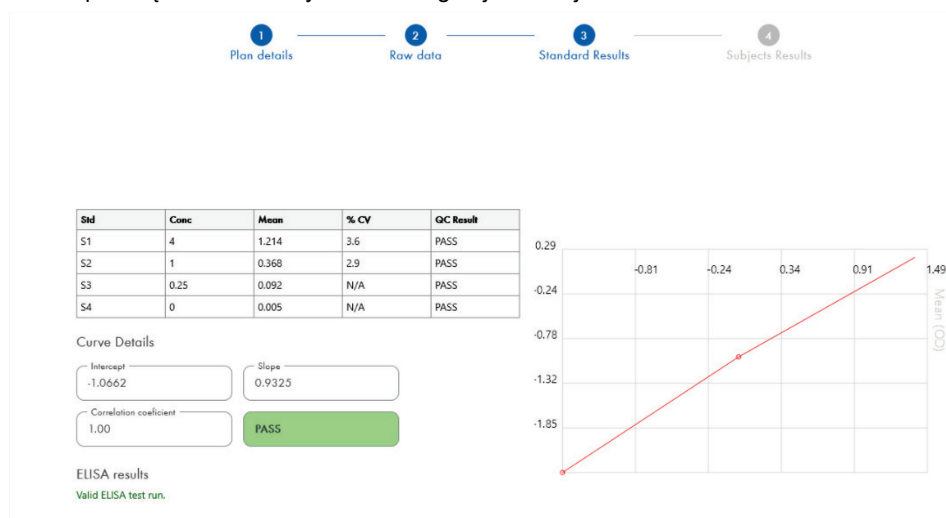 1 2 3 4
Plan details Raw data Standard Results Subjects Results
Std Conc Mean % CV QC Result
S1 4 1.214 3.6 PASS
S2 1 0.368 2.9 PASS
S3 0.25 0.092 N/A PASS
S4 0 0.005 N/A PASS
Curve Details
Intercept Slope
-1.0662 0.9325
Correlation coeficient
1.00 PASS
ELISA results
Valid ELISA test run.
0.29
-0.81 -0.24 0.34 0.91 1.49
-0.24
-0.78
-1.32
-1.85
Mean (OD)